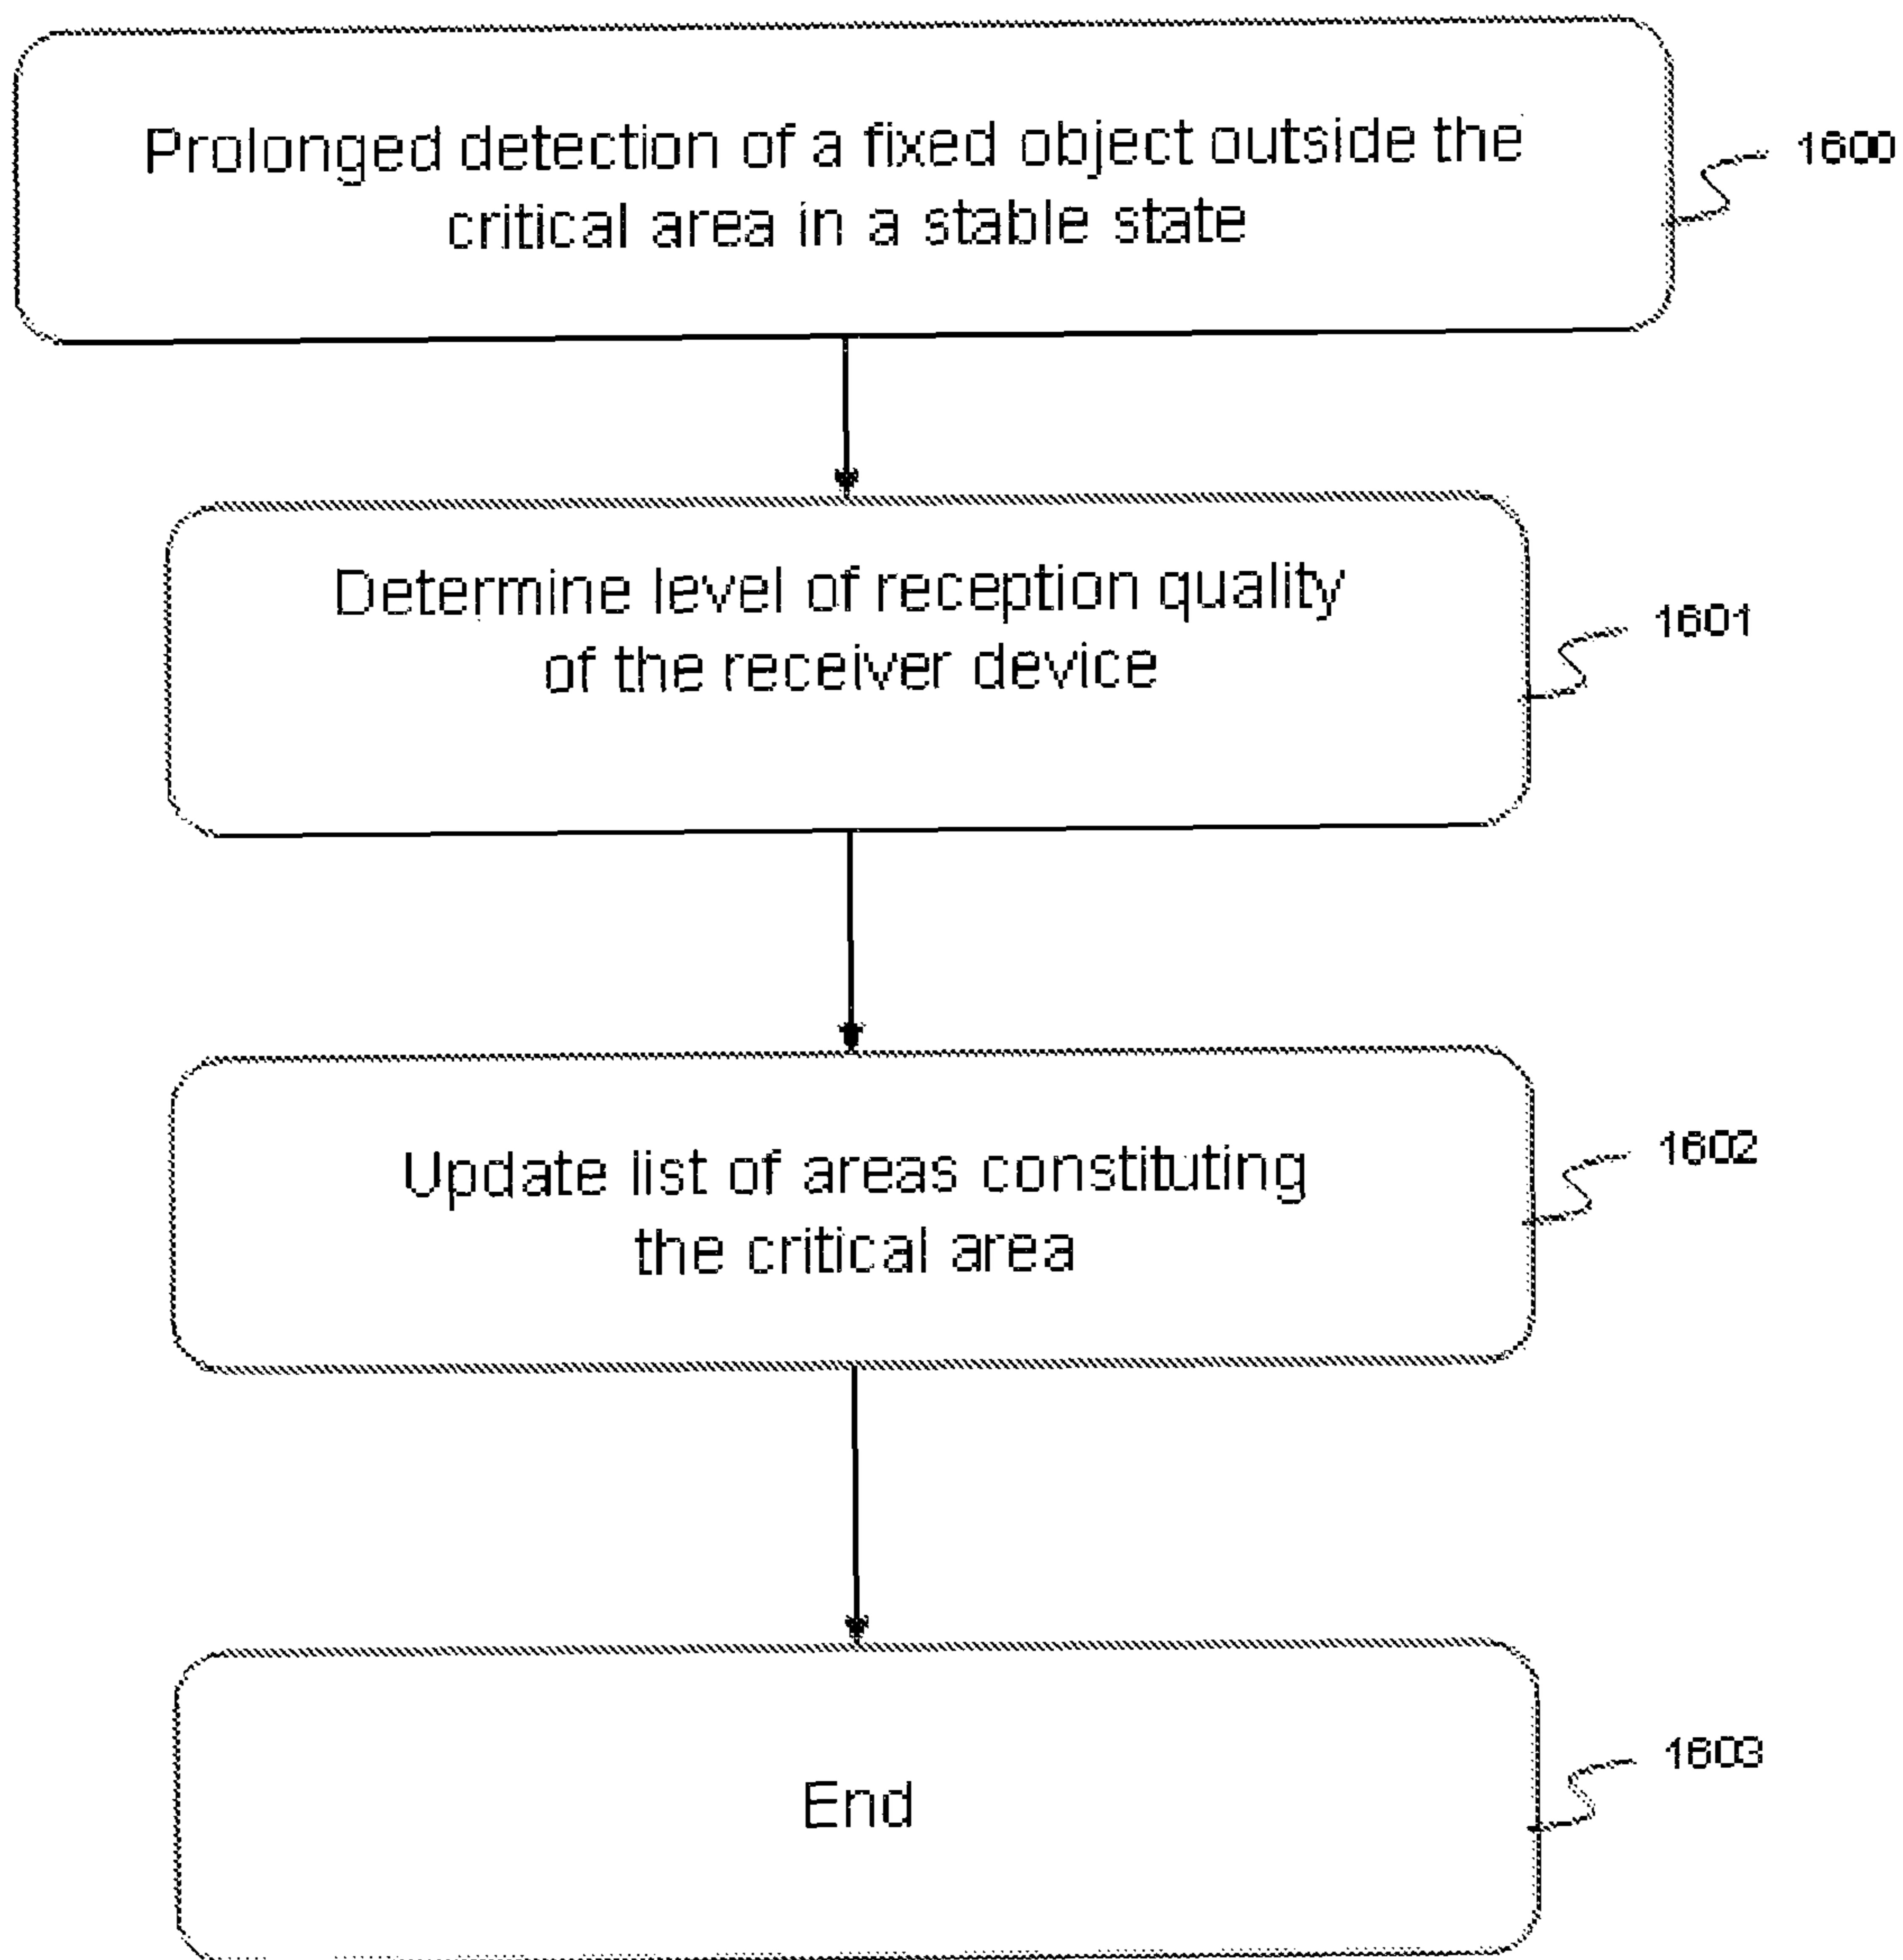 Prolonged detection of a fixed object outside the
critical area in a stable state
1600
Determine level of reception quality
of the receiver device
1601
Update list of areas constituting
the critical area
1602
End
1603